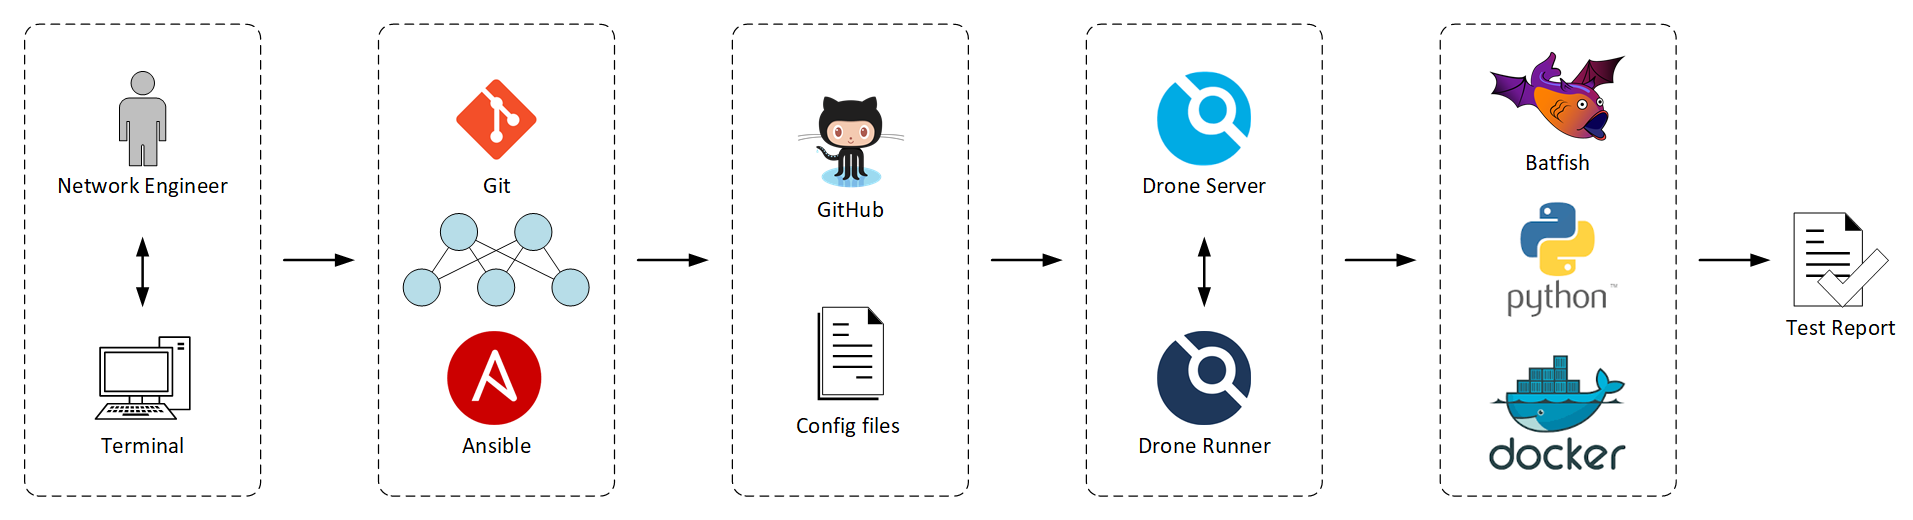 Network Engineer
Terminal
Git
Ansible
GitHub
Config files
Drone Server
Drone Runner
Batfish
python™
docker
Test Report